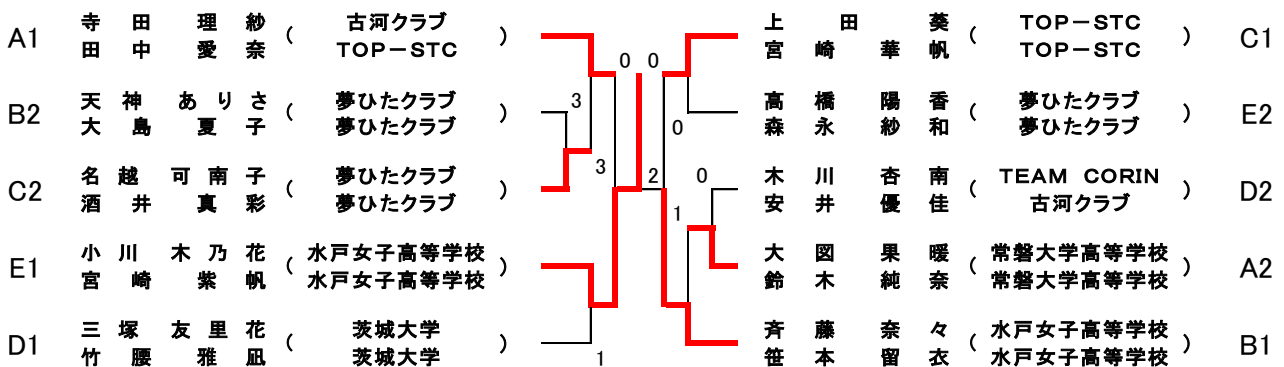 A1 寺田 理紗 ( 古河クラブ )
田中 愛奈 TOP－STC
B2 天神 ありさ ( 夢ひたクラブ )
大島 夏子 夢ひたクラブ
C2 名越 可南子 ( 夢ひたクラブ )
酒井 真彩 夢ひたクラブ
E1 小川 木乃花 ( 水戸女子高等学校 )
宮崎 紫帆 水戸女子高等学校
D1 三塚 友里花 ( 茨城大学 )
竹腰 雅凪 茨城大学
0 0
3
0
3
2
0
1
1
上田 葵 ( TOP－STC ) C1
宮崎 華帆 TOP－STC
高橋 陽香 ( 夢ひたクラブ ) E2
森永 紗和 夢ひたクラブ
木川 杏南 ( TEAM CORIN ) D2
安井 優佳 古河クラブ
大図 果暖 ( 常磐大学高等学校 ) A2
鈴木 純奈 常磐大学高等学校
斉藤 奈々 ( 水戸女子高等学校 ) B1
笹本 留衣 水戸女子高等学校